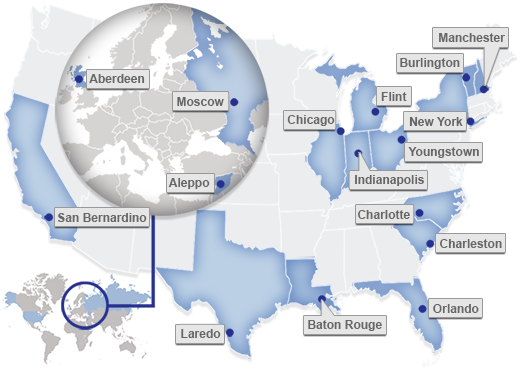 Manchester
Burlington
Aberdeen
Flint
Moscow
Chicago
New York
Youngstown
Aleppo
Indianapolis
San Bernardino
Charlotte
Charleston
Orlando
Baton Rouge
Laredo